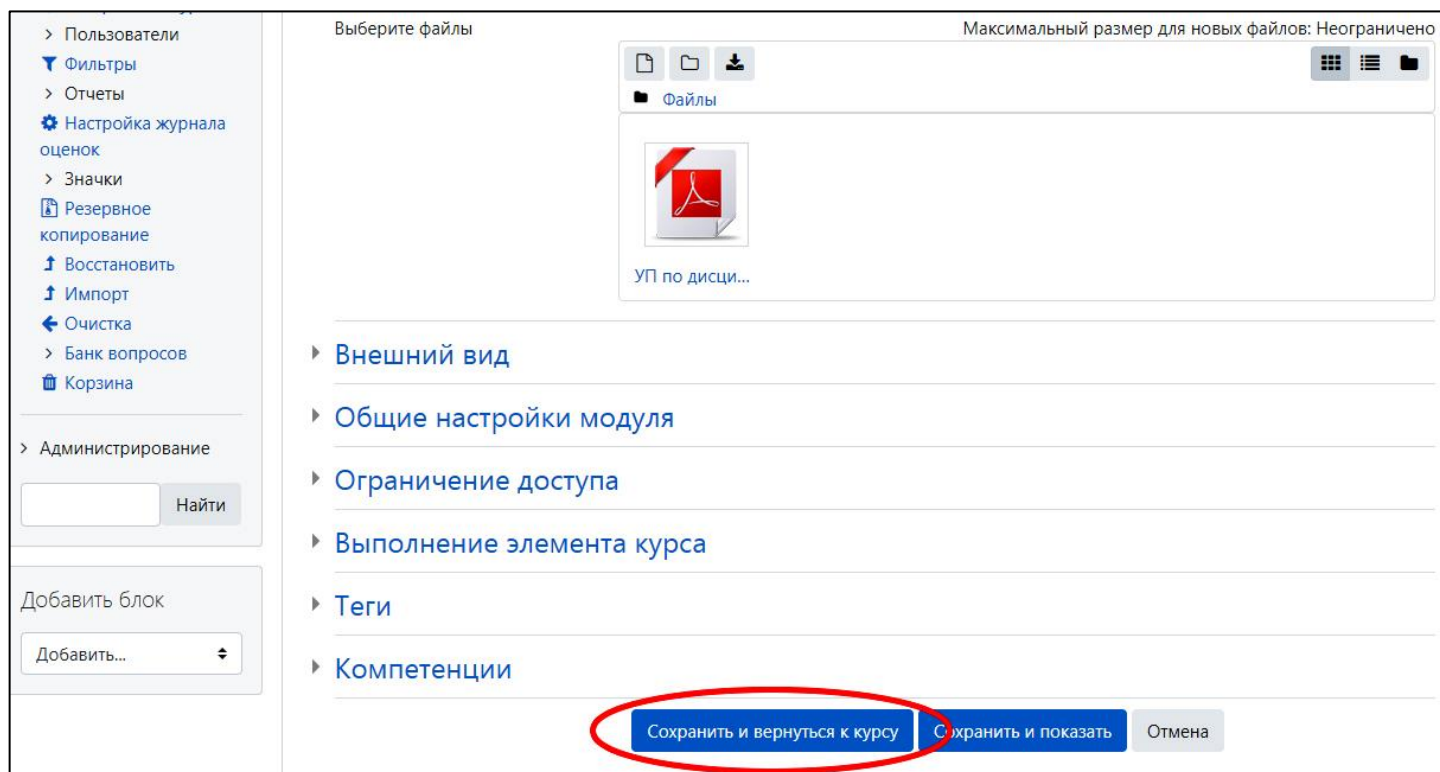 Пользователи
Фильтры
Отчеты
Настройка журнала
оценок
Значки
Резервное
копирование
Восстановить
Импорт
Очистка
Банк вопросов
Корзина
Администрирование
Найти
Добавить блок
Добавить...
Выберите файлы
Максимальный размер для новых файлов: Неограничено
Файлы
УП по дисци...
Внешний вид
Общие настройки модуля
Ограничение доступа
Выполнение элемента курса
Теги
Компетенции
Сохранить и вернуться к курсу
Сохранить и показать
Отмена